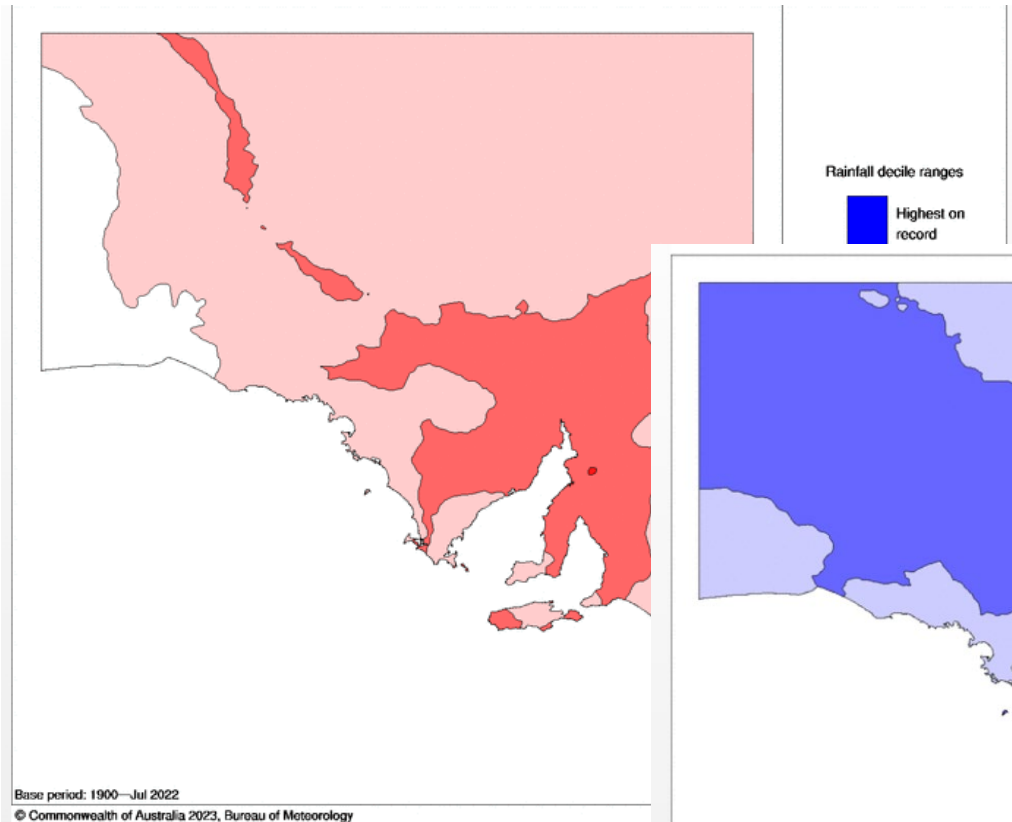 Rainfall decile ranges
Highest on
record
Base period: 1900—Jul 2022
© Commonwealth of Australia 2023, Bureau of Meteorology